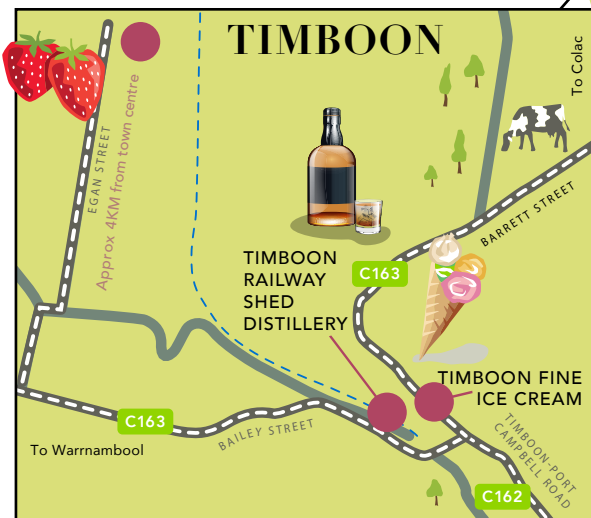 TIMBOON
To Colac
EGAN STREET
Approx 4KM from town centre
BARRETT STREET
TIMBOON
RAILWAY
SHED
DISTILLERY
C163
TIMBOON FINE
ICE CREAM
C163
BAILEY STREET
To Warrnambool
TIMBOON-PORT
CAMPBELL ROAD
C162